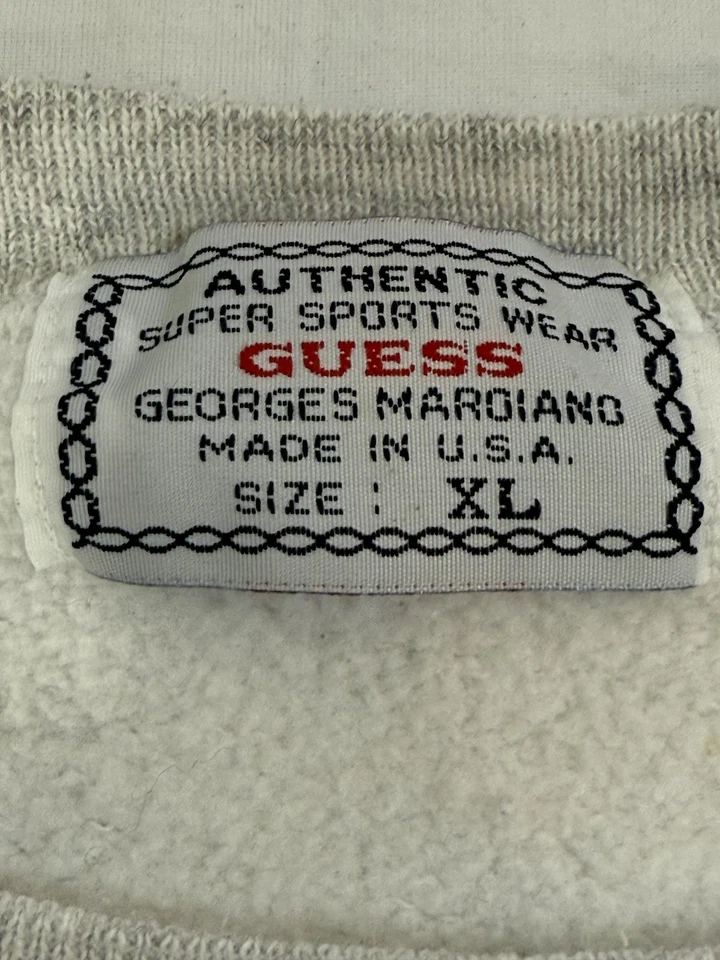 AUTHENTIC
SUPER SPORTS WEAR
GUESS
GEORGES MARCIANO
MADE IN U.S.A.
SIZE : XL